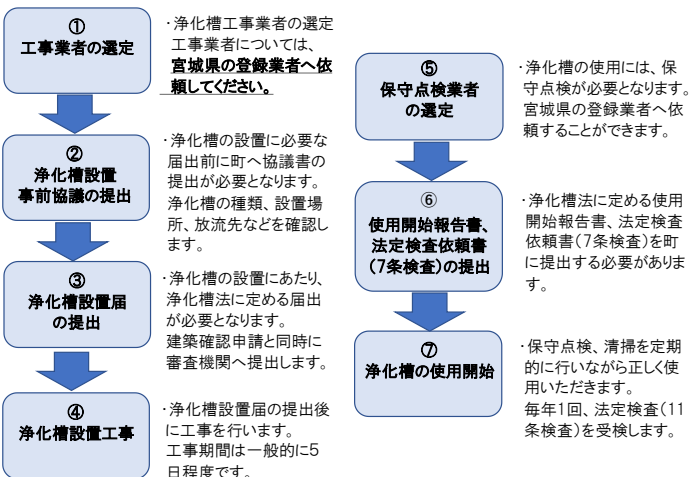 ①
工事業者の選定
・浄化槽工事業者の選定
工事業者については、
宮城県の登録業者へ依
頼してください。
②
浄化槽設置
事前協議の提出
・浄化槽の設置に必要な
届出前に町へ協議書の
提出が必要となります。
浄化槽の種類、設置場
所、放流先などを確認し
ます。
③
浄化槽設置届
の提出
・浄化槽の設置にあたり、
浄化槽法に定める届出
が必要となります。
建築確認申請と同時に
審査機関へ提出します。
④
浄化槽設置工事
・浄化槽設置届の提出後
に工事を行います。
工事期間は一般的に5
日程度です。
⑤
保守点検業者
の選定
・浄化槽の使用には、保
守点検が必要となります。
宮城県の登録業者へ依
頼することができます。
⑥
使用開始報告書、
法定検査依頼書
(7条検査)の提出
・浄化槽法に定める使用
開始報告書、法定検査
依頼書(7条検査)を町
に提出する必要がありま
す。
⑦
浄化槽の使用開始
・保守点検、清掃を定期
的に行いながら正しく使
用いただきます。
毎年1回、法定検査(11
条検査)を受検します。